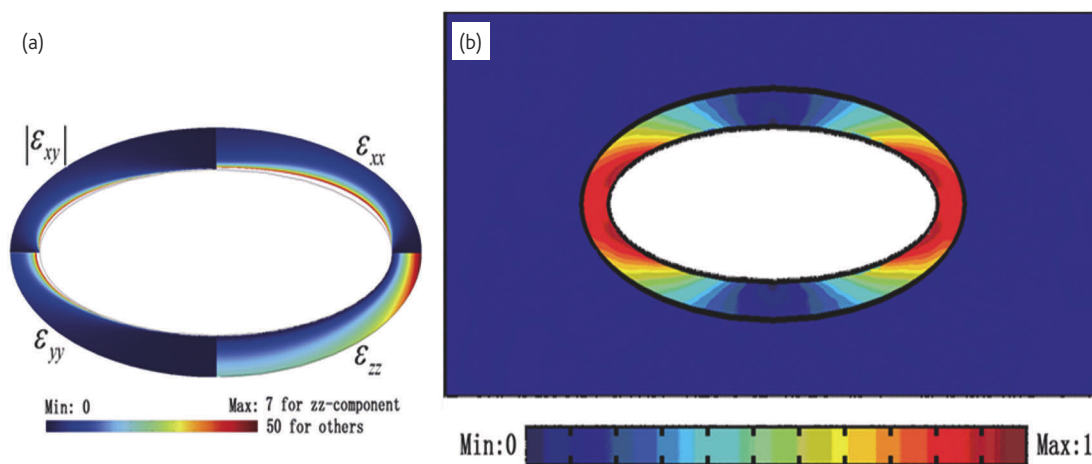 (a)
|ε_xy|
ε_xx
ε_yy
ε_zz
Min: 0
Max: 7 for zz-component
50 for others
(b)
Min:0
Max:1